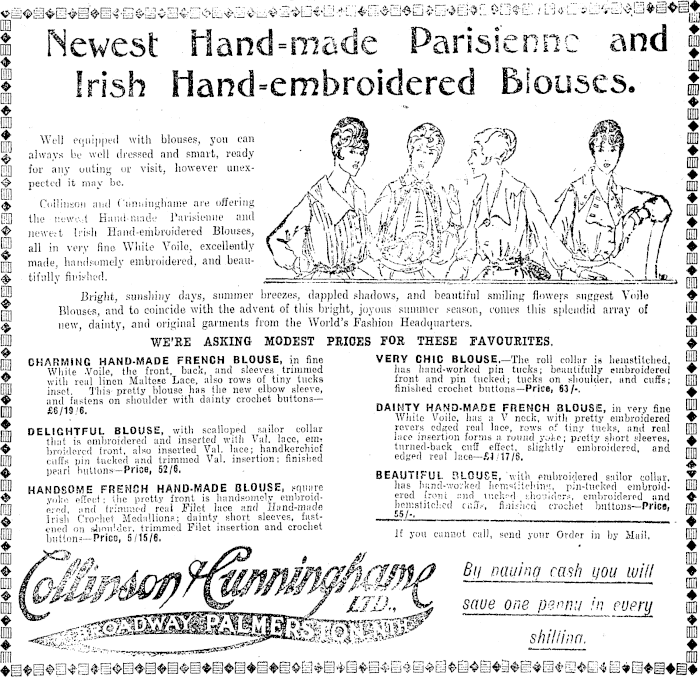 Newest Hand-made Parisienne and
Irish Hand-embroidered Blouses.
Well equipped with blouses, you can
always be well dressed and smart, ready
for any outing or visit, however unex-
pected it may be.
Collinson and Cunninghame are offering
the newest Hand-made Parisienne and
newest Irish Hand-embroidered Blouses,
all in very fine White Voile, excellently
made, handsomely embroidered, and beau-
tifully finished.
Bright, sunshiny days, summer breezes, dappled shadows, and beautiful smiling flowers suggest Voile
Blouses, and to coincide with the advent of this bright, joyous summer season, comes this splendid array of
new, dainty, and original garments from the World's Fashion Headquarters.
WE'RE ASKING MODEST PRICES FOR THESE FAVOURITES.
CHARMING HAND-MADE FRENCH BLOUSE, in fine
White Voile, the front, back, and sleeves trimmed
with real linen Maltese Lace, also rows of tiny tucks
inset. This pretty blouse has the new elbow sleeve,
and fastens on shoulder with dainty crochet buttons—
£6/19/6.
DELIGHTFUL BLOUSE, with scalloped sailor collar
that is embroidered and inserted with Val. lace, em-
broidered front, also inserted Val. lace; handkerchief
cuffs pin tucked and trimmed Val. insertion; finished
pearl buttons—Price, 52/6.
HANDSOME FRENCH HAND-MADE BLOUSE, square
yoke effect; the pretty front is handsomely embroid-
ered, and trimmed real Filet lace and Hand-made
Irish Crochet Medallions; dainty short sleeves, fast-
ened on shoulder, trimmed Filet insertion and crochet
buttons—Price, 5/15/6.
VERY CHIC BLOUSE.—The roll collar is hemstitched,
has hand-worked pin tucks; beautifully embroidered
front and pin tucked; tucks on shoulder, and cuffs;
finished crochet buttons—Price, 63/-.
DAINTY HAND-MADE FRENCH BLOUSE, in very fine
White Voile, has a V neck, with pretty embroidered
revers edged real lace, rows of tiny tucks, and real
lace insertion forms a round yoke; pretty short sleeves,
turned-back cuff effect, slightly embroidered, and
edged real lace—£4/17/6.
BEAUTIFUL BLOUSE, with embroidered sailor collar,
has hand-worked hemstitching, pin-tucked embroid-
ered front and tucked shoulders, embroidered and
hemstitched cuffs, finished crochet buttons—Price,
55/-.
If you cannot call, send your Order in by Mail.
Collinson & Cunninghame
LTD.,
BROADWAY PALMERSTON NTH.
By paying cash you will
save one penny in every
shilling.